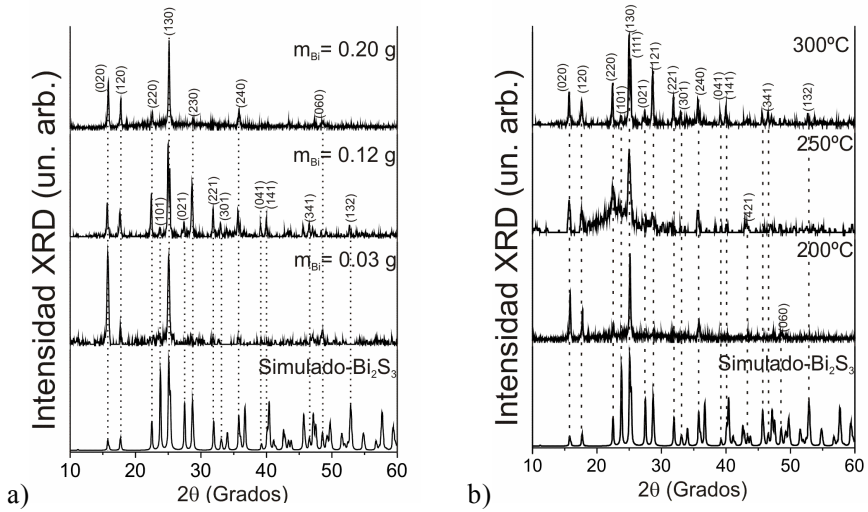 Intensidad XRD (un. arb.)
(020)
(120)
(220)
(130)
(230)
(240)
(060)
m_Bi= 0.20 g
(101)
(021)
(221)
(301)
(041)
(141)
(341)
(132)
m_Bi= 0.12 g
m_Bi= 0.03 g
Simulado-Bi₂S₃
10 20 30 40 50 60
2θ (Grados)
a)
Intensidad XRD (un. arb.)
(020)
(120)
(220)
(101)
(130)
(111)
(021)
(121)
(221)
(301)
(240)
(041)
(141)
(341)
(132)
300ºC
250ºC
(421)
200ºC
(060)
Simulado-Bi₂S₃
10 20 30 40 50 60
2θ (Grados)
b)